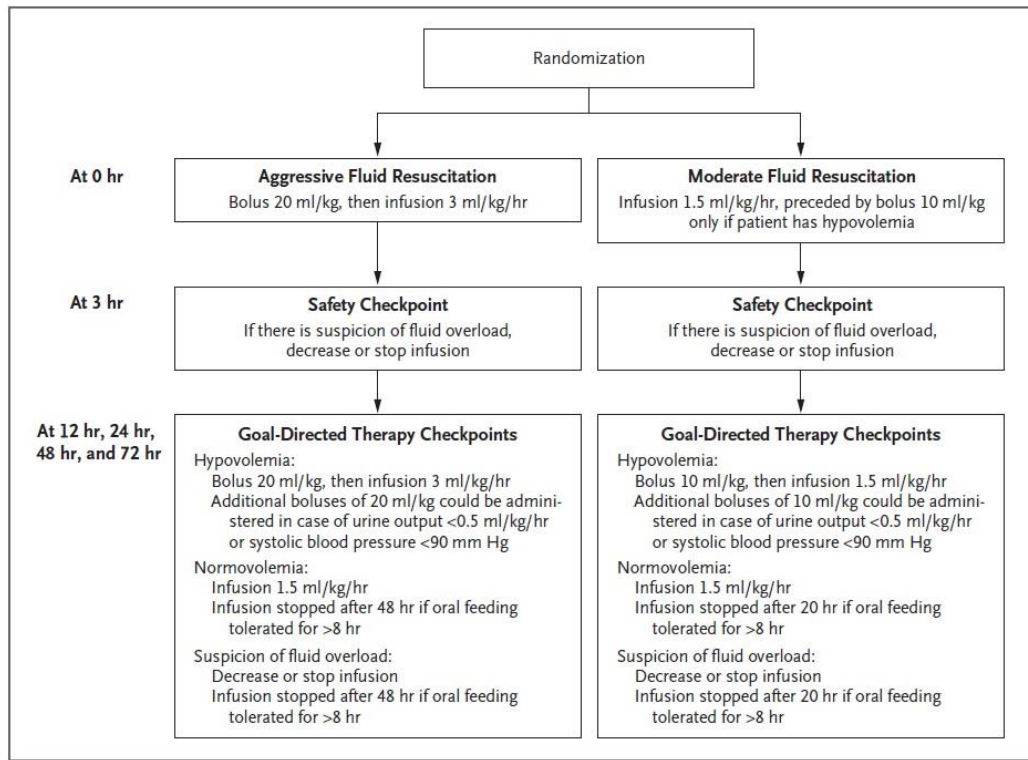 Randomization
At 0 hr
Aggressive Fluid Resuscitation
Bolus 20 ml/kg, then infusion 3 ml/kg/hr
Moderate Fluid Resuscitation
Infusion 1.5 ml/kg/hr, preceded by bolus 10 ml/kg
only if patient has hypovolemia
At 3 hr
Safety Checkpoint
If there is suspicion of fluid overload,
decrease or stop infusion
Safety Checkpoint
If there is suspicion of fluid overload,
decrease or stop infusion
At 12 hr, 24 hr,
48 hr, and 72 hr
Goal-Directed Therapy Checkpoints
Hypovolemia:
Bolus 20 ml/kg, then infusion 3 ml/kg/hr
Additional boluses of 20 ml/kg could be admini-
stered in case of urine output <0.5 ml/kg/hr
or systolic blood pressure <90 mm Hg
Normovolemia:
Infusion 1.5 ml/kg/hr
Infusion stopped after 48 hr if oral feeding
tolerated for >8 hr
Suspicion of fluid overload:
Decrease or stop infusion
Infusion stopped after 48 hr if oral feeding
tolerated for >8 hr
Goal-Directed Therapy Checkpoints
Hypovolemia:
Bolus 10 ml/kg, then infusion 1.5 ml/kg/hr
Additional boluses of 10 ml/kg could be admini-
stered in case of urine output <0.5 ml/kg/hr
or systolic blood pressure <90 mm Hg
Normovolemia:
Infusion 1.5 ml/kg/hr
Infusion stopped after 20 hr if oral feeding
tolerated for >8 hr
Suspicion of fluid overload:
Decrease or stop infusion
Infusion stopped after 20 hr if oral feeding
tolerated for >8 hr